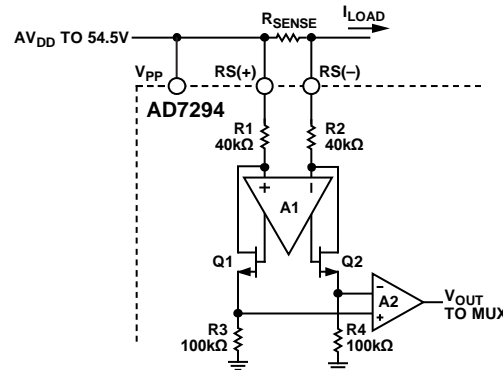 R_SENSE
I_LOAD
AV_DD TO 54.5V
V_PP
RS(+)
RS(–)
AD7294
R1
40kΩ
R2
40kΩ
+
–
A1
Q1
Q2
–
A2
+
V_OUT
TO MUX
R3
100kΩ
R4
100kΩ